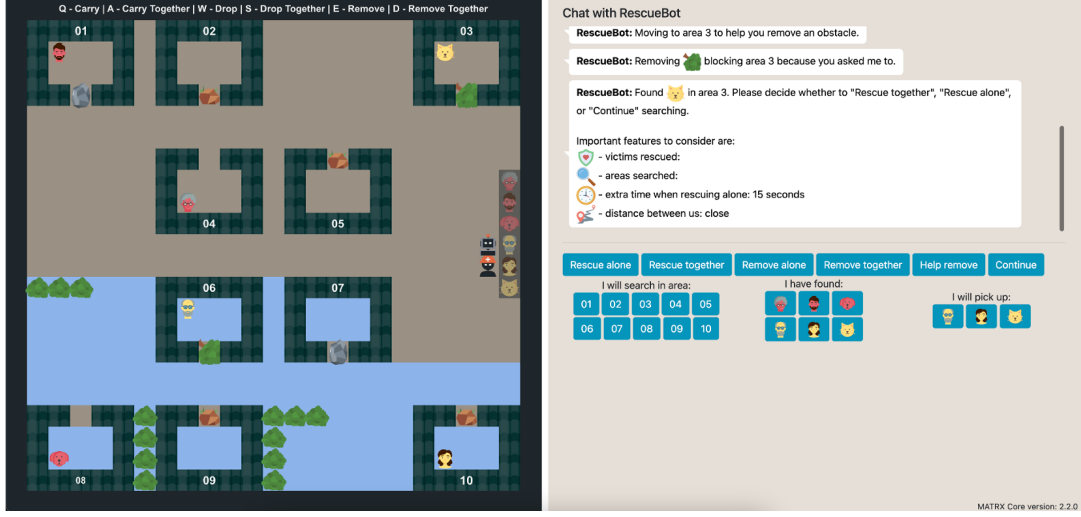 Q - Carry | A - Carry Together | W - Drop | S - Drop Together | E - Remove | D - Remove Together
01
02
03
04
05
06
07
08
09
10
Chat with RescueBot
RescueBot: Moving to area 3 to help you remove an obstacle.
RescueBot: Removing blocking area 3 because you asked me to.
RescueBot: Found in area 3. Please decide whether to "Rescue together", "Rescue alone",
or "Continue" searching.
Important features to consider are:
- victims rescued:
- areas searched:
- extra time when rescuing alone: 15 seconds
- distance between us: close
Rescue alone Rescue together Remove alone Remove together Help remove Continue
I will search in area:
01 02 03 04 05
06 07 08 09 10
I have found:
I will pick up:
MATRX Core version: 2.2.0